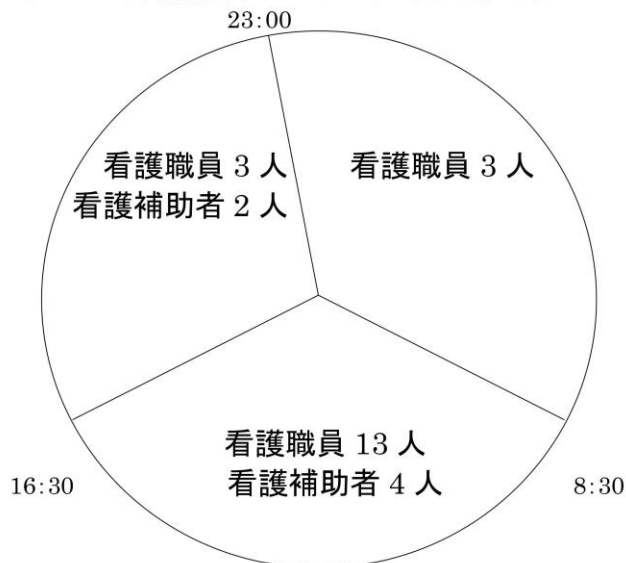 23:00
看護職員 3 人
看護補助者 2 人
看護職員 3 人
看護職員 13 人
看護補助者 4 人
16:30
8:30